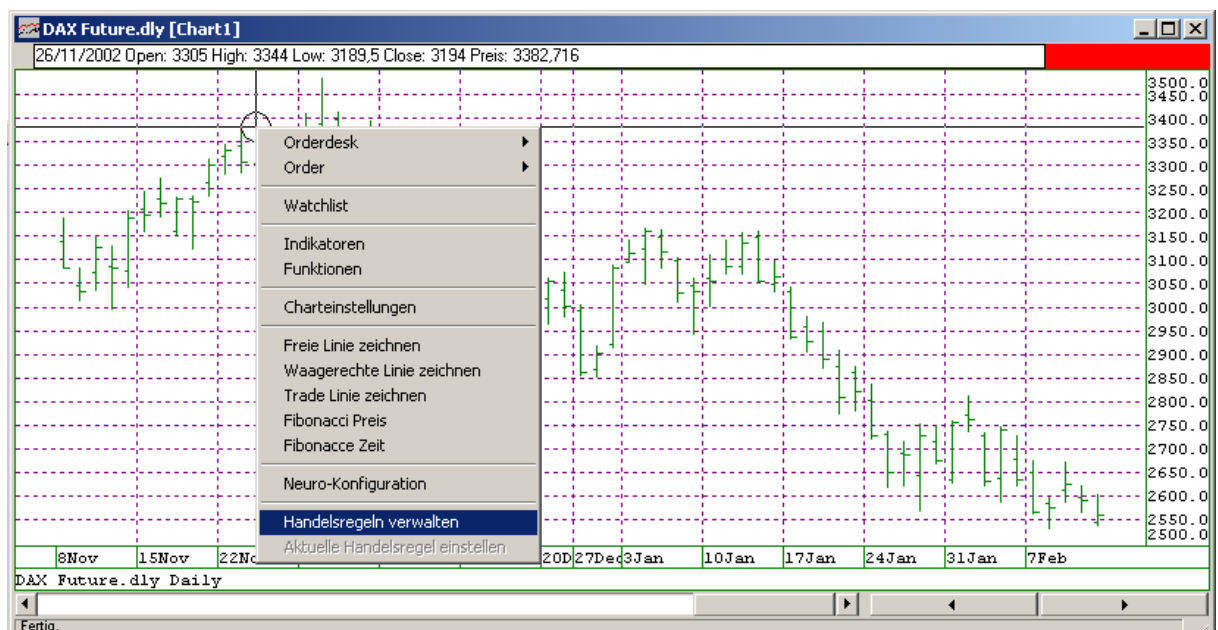 DAX Future.dly [Chart1]
26/11/2002 Open: 3305 High: 3344 Low: 3189,5 Close: 3194 Preis: 3382,716
3500.0
3450.0
3400.0
3350.0
3300.0
3250.0
3200.0
3150.0
3100.0
3050.0
3000.0
2950.0
2900.0
2850.0
2800.0
2750.0
2700.0
2650.0
2600.0
2550.0
2500.0
Orderdesk
Order
Watchlist
Indikatoren
Funktionen
Charteinstellungen
Freie Linie zeichnen
Waagerechte Linie zeichnen
Trade Linie zeichnen
Fibonacci Preis
Fibonacce Zeit
Neuro-Konfiguration
Handelsregeln verwalten
Aktuelle Handelsregel einstellen
8Nov 15Nov 22No 20D 27Dec 3Jan 10Jan 17Jan 24Jan 31Jan 7Feb
DAX Future.dly Daily
Fertig.